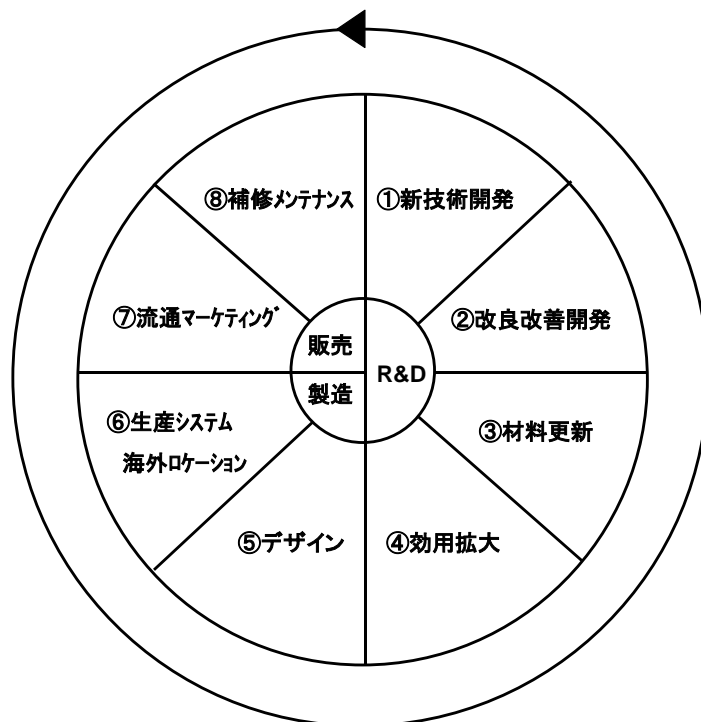 ①新技術開発
②改良改善開発
③材料更新
④効用拡大
⑤デザイン
⑥生産システム
海外ロケーション
⑦流通マーケティング
⑧補修メンテナンス
販売
製造
R&D